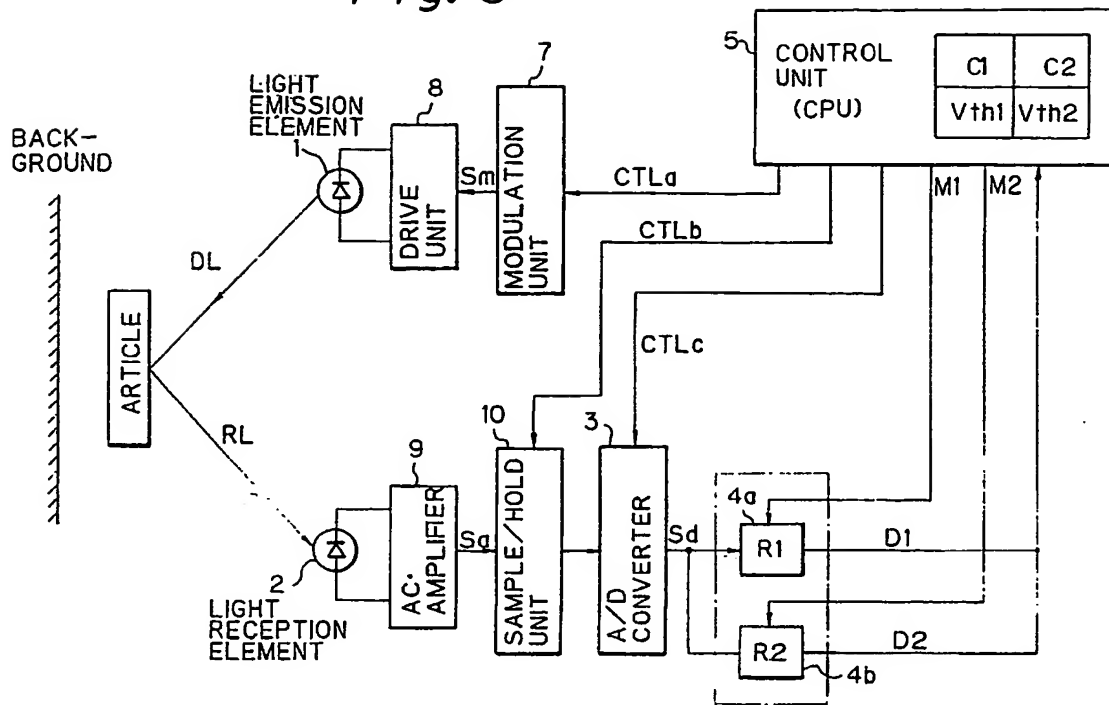 Fig. 8
5
CONTROL
UNIT
(CPU)
C1
C2
Vth1
Vth2
7
LIGHT
EMISSION
ELEMENT
1
8
BACK-
GROUND
DRIVE
UNIT
Sm
MODULATION
UNIT
CTLa
M1
M2
CTLb
DL
ARTICLE
CTLc
RL
10
3
9
2
LIGHT
RECEPTION
ELEMENT
AC·
AMPLIFIER
Sa
SAMPLE/HOLD
UNIT
A/D
CONVERTER
Sd
4a
R1
D1
R2
D2
4b